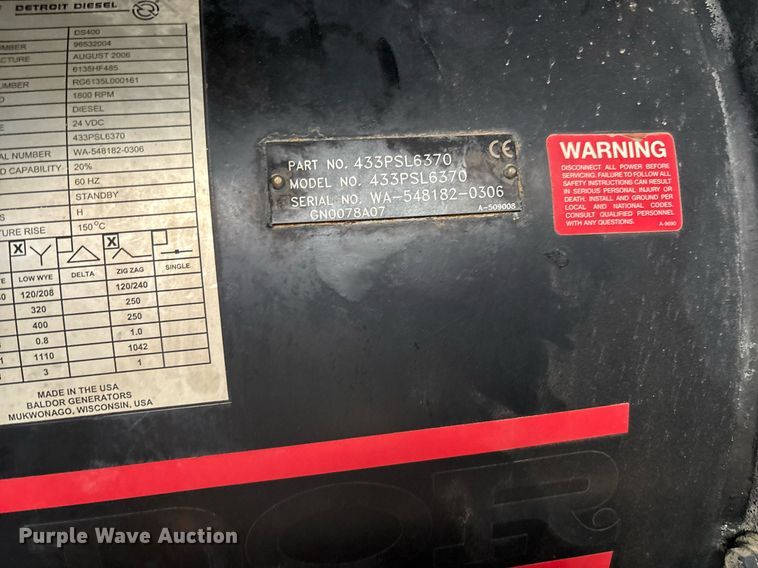 DETROIT DIESEL
DS400
NUMBER 96532004
AUGUST 2006
6135HF485
NUMBER RG6135L000161
1800 RPM
DIESEL
24 VDC
433PSL6370
NUMBER WA-548182-0306
CAPABILITY 20%
60 HZ
STANDBY
H
RISE 150°C
X X
LOW WYE DELTA ZIG ZAG SINGLE
120/208 120/240
320 250
400 250
0.8 1.0
1110 1042
3 1
MADE IN THE USA
BALDOR GENERATORS
MUKWONAGO, WISCONSIN, USA
PART NO. 433PSL6370 CE
MODEL NO. 433PSL6370
SERIAL NO. WA-548182-0306
GN0078A07 A-509008
WARNING
DISCONNECT ALL POWER BEFORE
SERVICING. FAILURE TO FOLLOW ALL
SAFETY INSTRUCTIONS CAN RESULT
IN SERIOUS PERSONAL INJURY OR
DEATH. INSTALL AND GROUND PER
LOCAL AND NATIONAL CODES.
CONSULT QUALIFIED PERSONNEL
WITH ANY QUESTIONS. A-9690
DOR
Purple Wave Auction